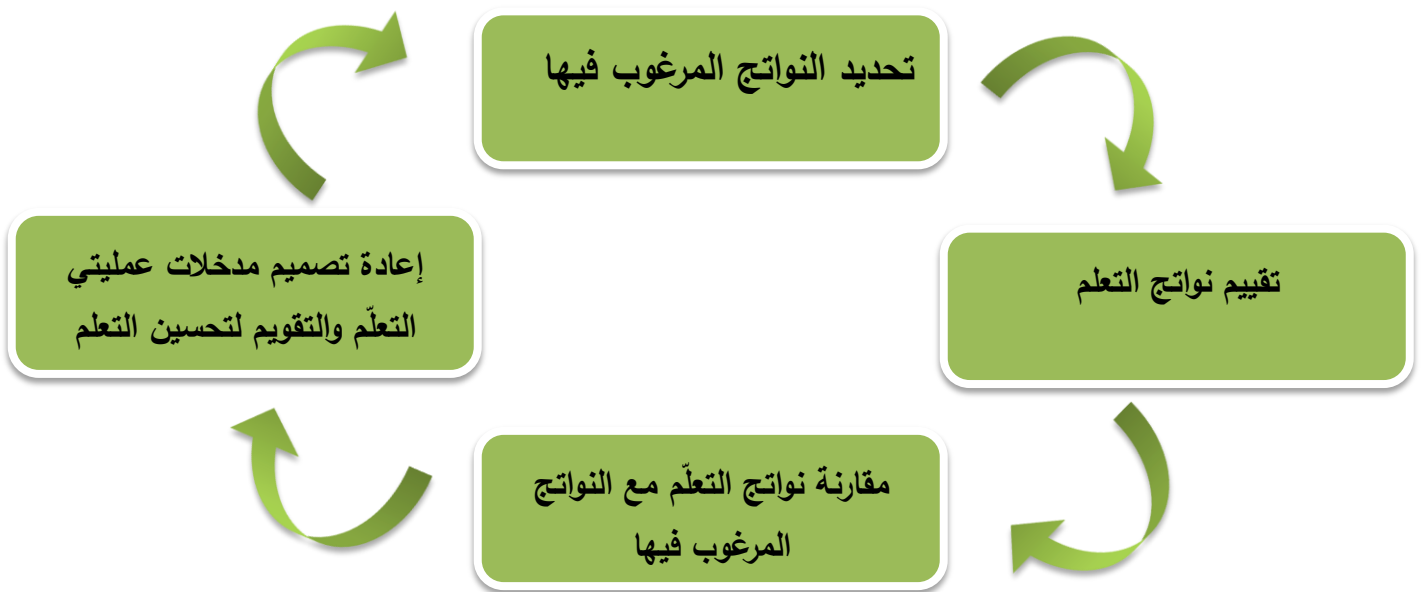 تحديد النواتج المرغوب فيها
تقييم نواتج التعلم
مقارنة نواتج التعلّم مع النواتج
المرغوب فيها
إعادة تصميم مدخلات عمليتي
التعلّم والتقويم لتحسين التعلم